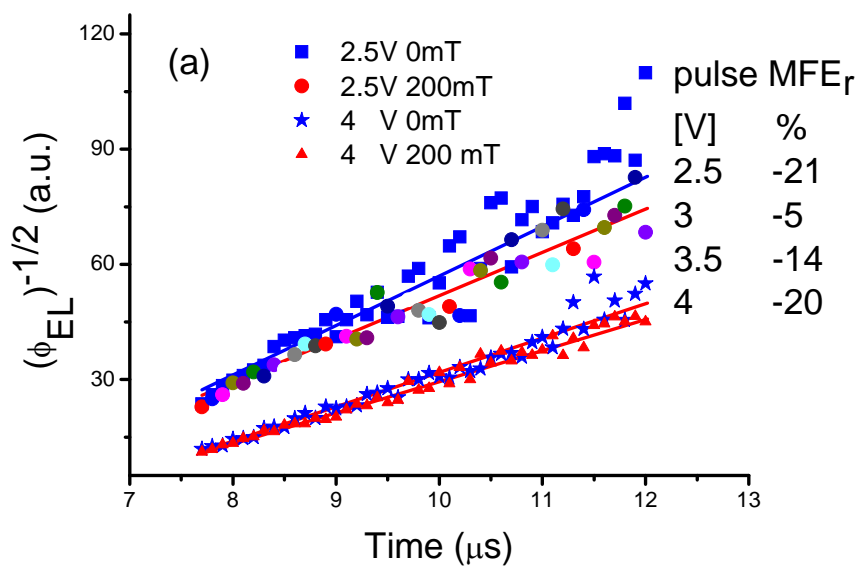 (a)
2.5V 0mT
2.5V 200mT
4 V 0mT
4 V 200 mT
pulse MFEr
[V] %
2.5 -21
3 -5
3.5 -14
4 -20
(ϕEL)-1/2 (a.u.)
120
90
60
30
7 8 9 10 11 12 13
Time (μs)